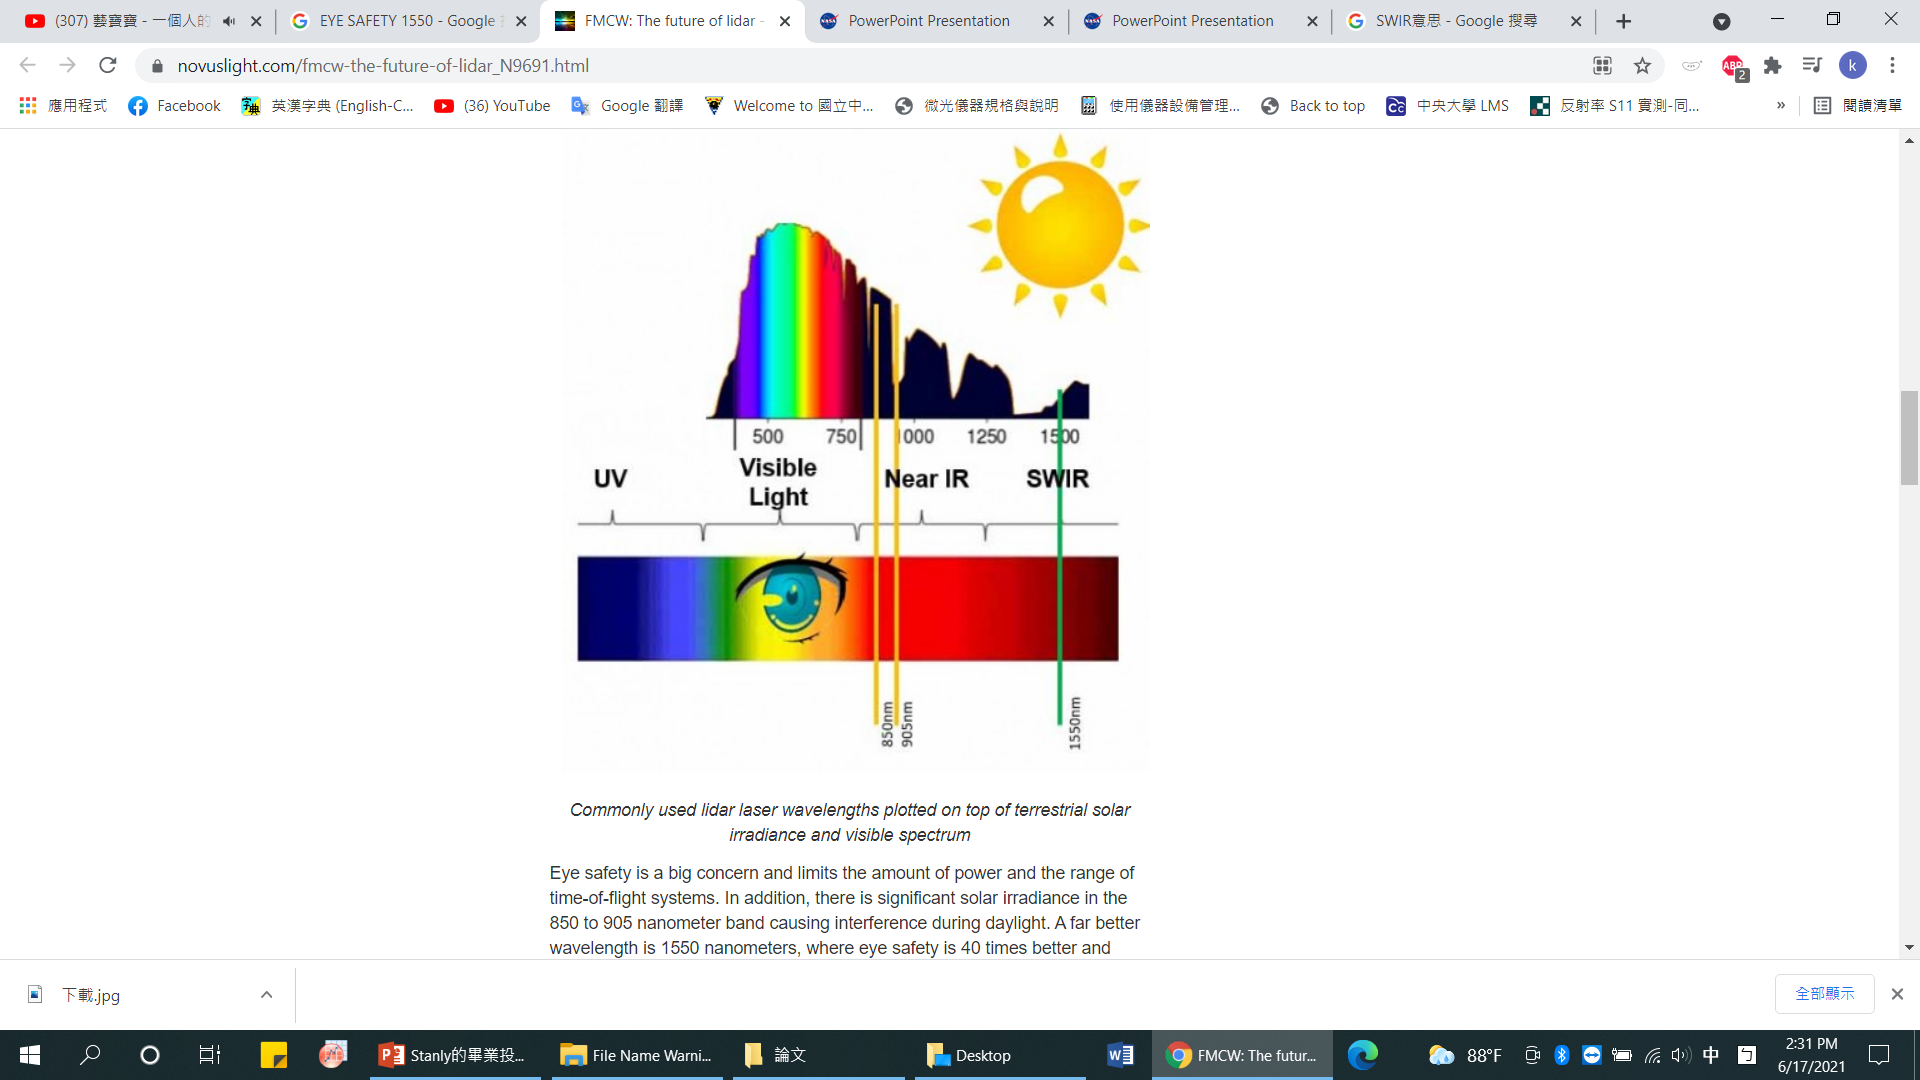 (307) 藝寶寶 - 一個人的
EYE SAFETY 1550 - Google
FMCW: The future of lidar -
PowerPoint Presentation
PowerPoint Presentation
SWIR意思 - Google 搜尋
novuslight.com/fmcw-the-future-of-lidar_N9691.html
ABP
2
k
應用程式
Facebook
英漢字典 (English-C...
(36) YouTube
Google 翻譯
Welcome to 國立中...
微光儀器規格與說明
使用儀器設備管理...
Back to top
中央大學 LMS
反射率 S11 實測-同...
»
閱讀清單
500
750
1000
1250
1500
UV
Visible
Light
Near IR
SWIR
850nm
905nm
1550nm
Commonly used lidar laser wavelengths plotted on top of terrestrial solar
irradiance and visible spectrum
Eye safety is a big concern and limits the amount of power and the range of
time-of-flight systems. In addition, there is significant solar irradiance in the
850 to 905 nanometer band causing interference during daylight. A far better
wavelength is 1550 nanometers, where eye safety is 40 times better and
下載.jpg
全部顯示
Stanly的畢業投...
File Name Warni...
論文
Desktop
FMCW: The futur...
88°F
中
2:31 PM
6/17/2021